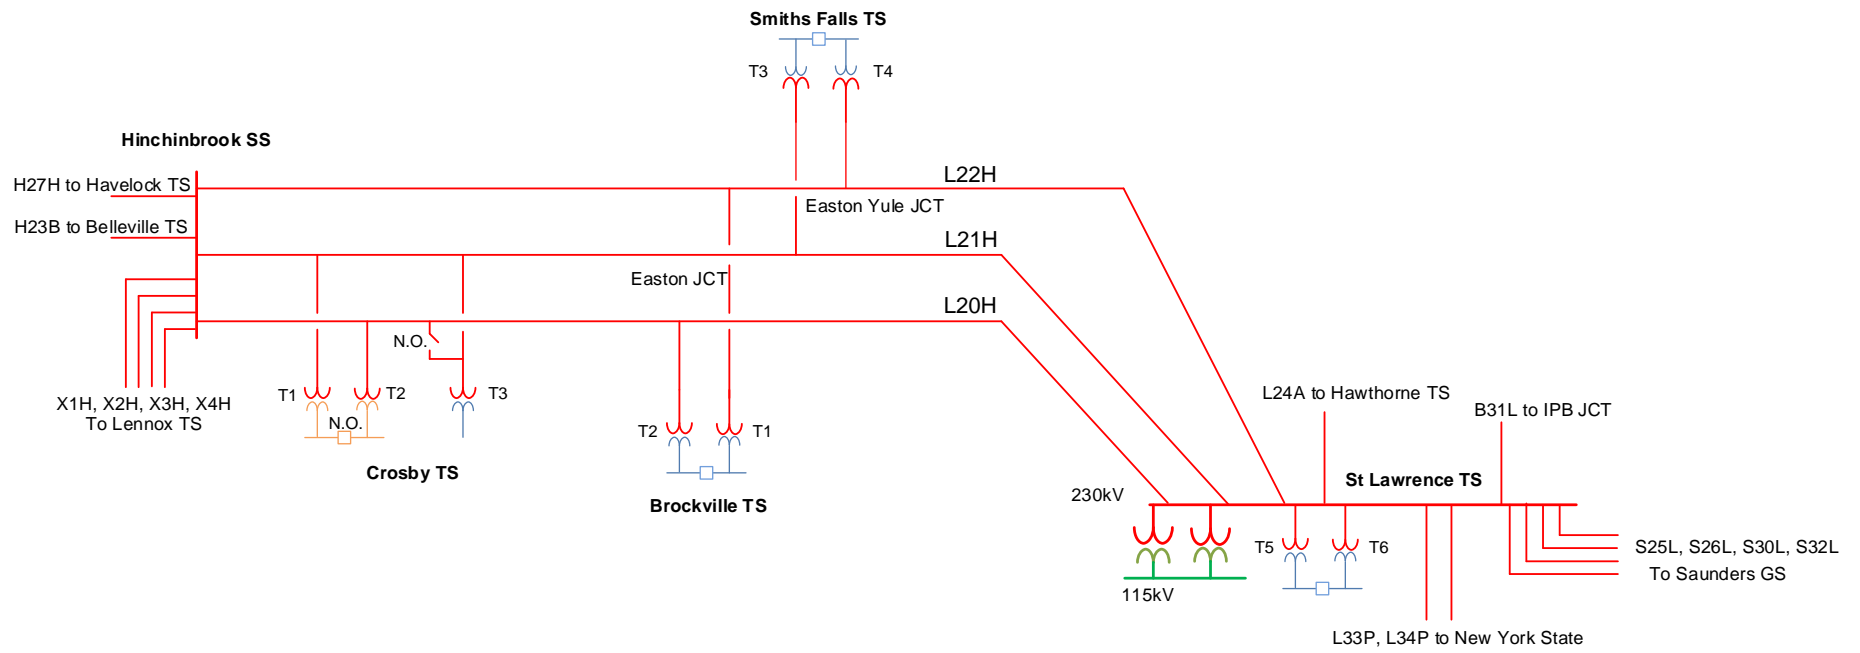 Smiths Falls TS
T3
T4
Hinchinbrook SS
H27H to Havelock TS
L22H
Easton Yule JCT
H23B to Belleville TS
L21H
Easton JCT
L20H
N.O.
T1
T2
T3
X1H, X2H, X3H, X4H
To Lennox TS
N.O.
L24A to Hawthorne TS
B31L to IPB JCT
T2
T1
Crosby TS
St Lawrence TS
230kV
Brockville TS
T5
T6
S25L, S26L, S30L, S32L
To Saunders GS
115kV
L33P, L34P to New York State